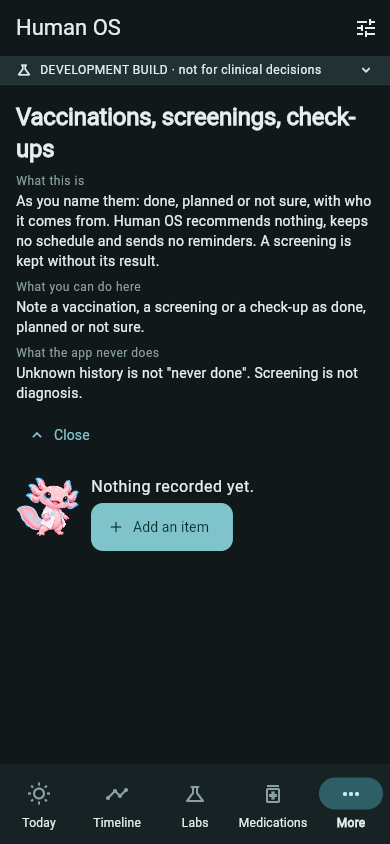 Human OS
DEVELOPMENT BUILD · not for clinical decisions
Vaccinations, screenings, check-
ups
What this is
As you name them: done, planned or not sure, with who
it comes from. Human OS recommends nothing, keeps
no schedule and sends no reminders. A screening is
kept without its result.
What you can do here
Note a vaccination, a screening or a check-up as done,
planned or not sure.
What the app never does
Unknown history is not "never done". Screening is not
diagnosis.
Close
Nothing recorded yet.
+ Add an item
Today
Timeline
Labs
Medications
More